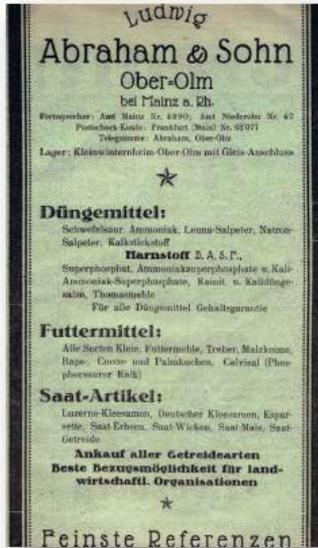 Ludwig
Abraham & Sohn
Ober=Olm
bei Mainz a. Rh.
Fernsprecher: Amt Mainz Nr. 4290; Amt Niederolm Nr. 47
Postscheck-Konto: Frankfurt (Main) Nr. 62071
Telegramme: Abraham, Ober-Olm
Lager: Kleinwinternheim-Ober-Olm mit Gleis-Anschluss
Düngemittel:
Schwefelsaur. Ammoniak, Leuna-Salpeter, Natron-
Salpeter, Kalkstickstoff
Harnstoff B. A. S. F.,
Superphosphat, Ammoniaksuperphosphate u. Kali-
Ammoniak-Superphosphate, Kainit u. Kalidünge-
salze, Thomasmehle
Für alle Düngemittel Gehaltsgarantie
Futtermittel:
Alle Sorten Kleie, Futtermehle, Treber, Malzkeime,
Raps-, Cocos- und Palmkuchen, Calvisal (Phos-
phorsaurer Kalk)
Saat-Artikel:
Luzerne-Kleesamen, Deutscher Kleesamen, Espar-
sette, Saat-Erbsen, Saat-Wicken, Saat-Mais, Saat-
Getreide
Ankauf aller Getreidearten
Beste Bezugsmöglichkeit für land-
wirtschaftl. Organisationen
Feinste Referenzen